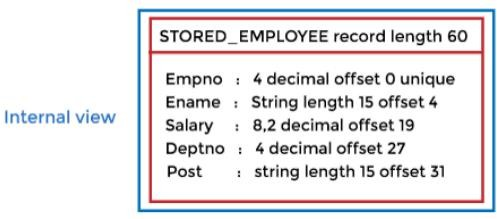 STORED_EMPLOYEE record length 60
Empno : 4 decimal offset 0 unique
Ename : String length 15 offset 4
Salary : 8,2 decimal offset 19
Deptno : 4 decimal offset 27
Post : string length 15 offset 31
Internal view